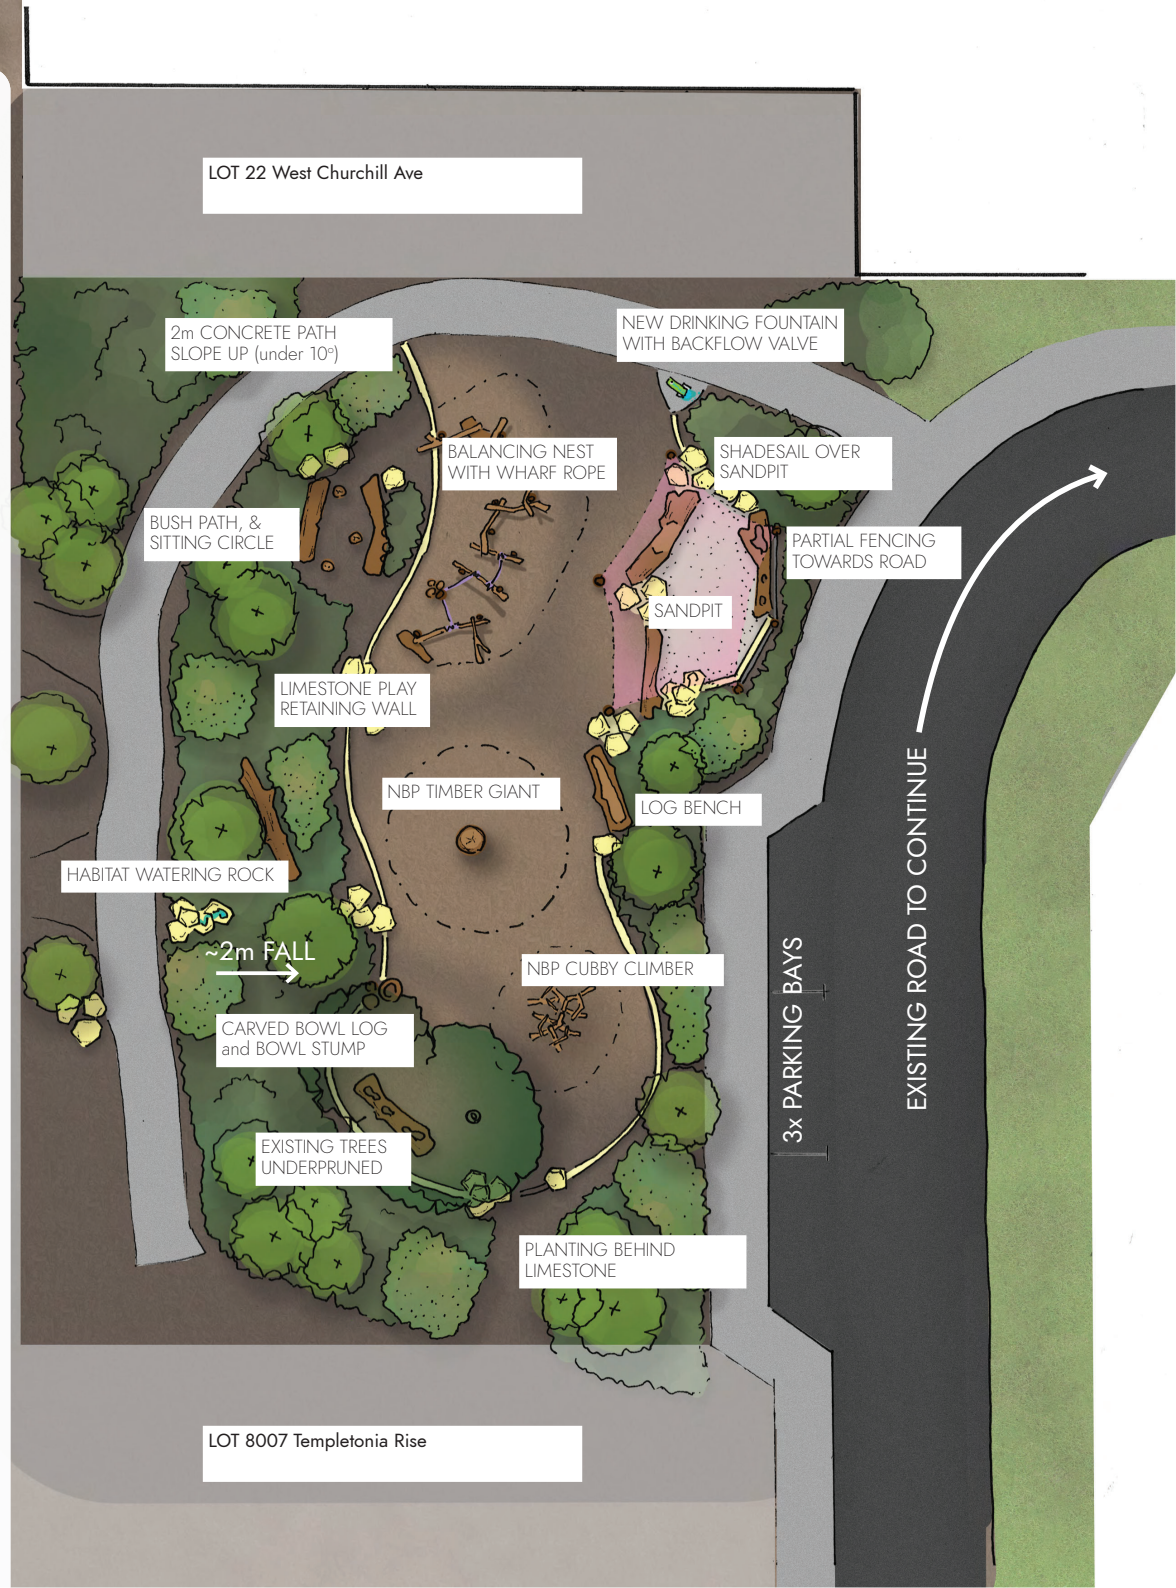 LOT 22 West Churchill Ave
2m CONCRETE PATH
SLOPE UP (under 10º)
NEW DRINKING FOUNTAIN
WITH BACKFLOW VALVE
BALANCING NEST
WITH WHARF ROPE
SHADESAIL OVER
SANDPIT
BUSH PATH, &
SITTING CIRCLE
PARTIAL FENCING
TOWARDS ROAD
SANDPIT
LIMESTONE PLAY
RETAINING WALL
NBP TIMBER GIANT
LOG BENCH
EXISTING ROAD TO CONTINUE
HABITAT WATERING ROCK
~2m FALL
NBP CUBBY CLIMBER
3x PARKING BAYS
CARVED BOWL LOG
and BOWL STUMP
EXISTING TREES
UNDERPRUNED
PLANTING BEHIND
LIMESTONE
LOT 8007 Templetonia Rise